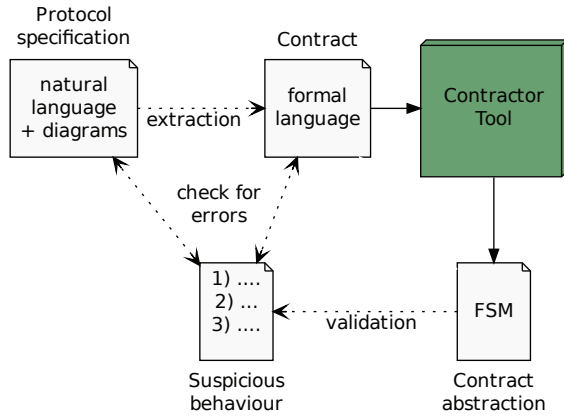 Protocol
specification
natural
language
+ diagrams
extraction
Contract
formal
language
Contractor
Tool
check for
errors
1) ....
2) ...
3) ....
Suspicious
behaviour
validation
FSM
Contract
abstraction